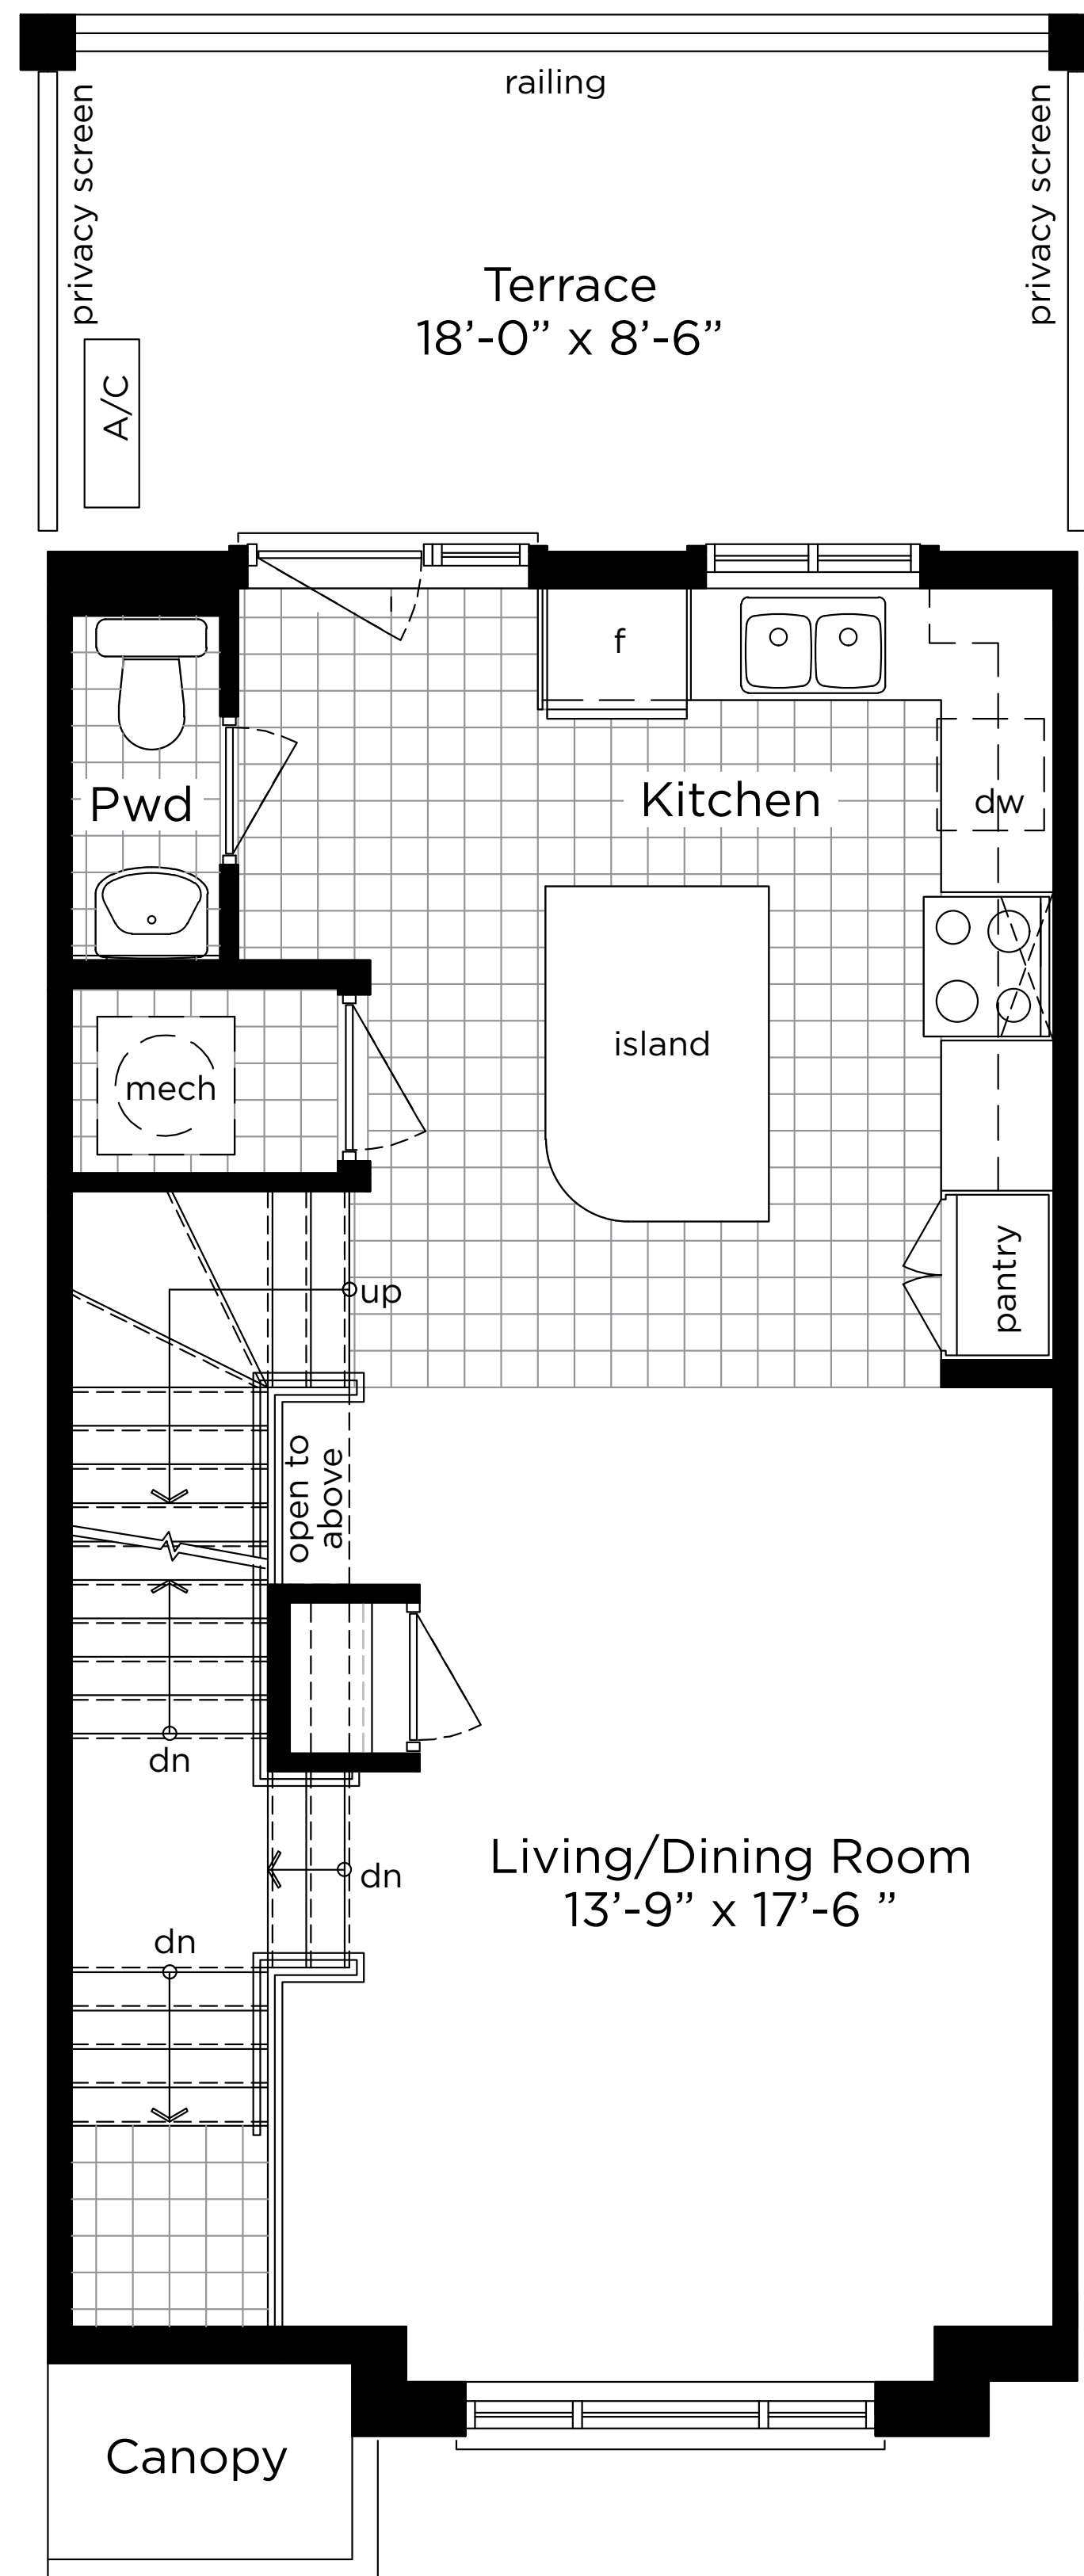 railing
privacy screen
privacy screen
Terrace
18’-0” x 8’-6”
A/C
f
Pwd
Kitchen
dw
island
mech
up
pantry
open to
above
dn
Living/Dining Room
13’-9” x 17’-6 ”
dn
dn
Canopy